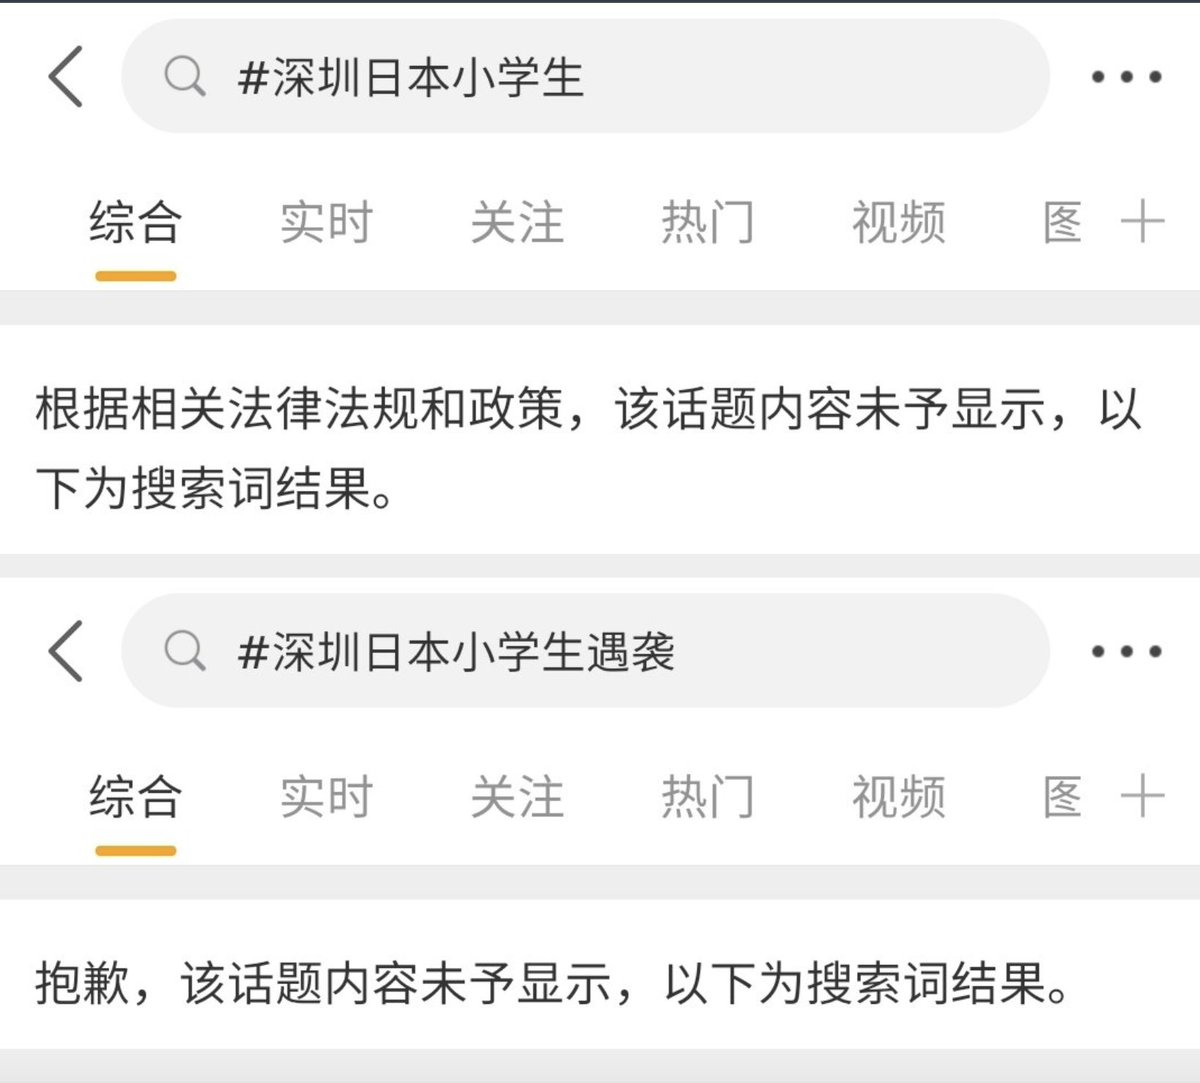 #深圳日本小学生
综合 实时 关注 热门 视频 图
根据相关法律法规和政策，该话题内容未予显示，以
下为搜索词结果。
#深圳日本小学生遇袭
综合 实时 关注 热门 视频 图
抱歉，该话题内容未予显示，以下为搜索词结果。